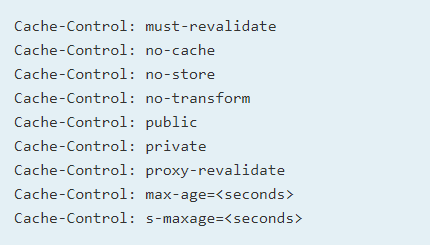 Cache-Control: must-revalidate
Cache-Control: no-cache
Cache-Control: no-store
Cache-Control: no-transform
Cache-Control: public
Cache-Control: private
Cache-Control: proxy-revalidate
Cache-Control: max-age=<seconds>
Cache-Control: s-maxage=<seconds>